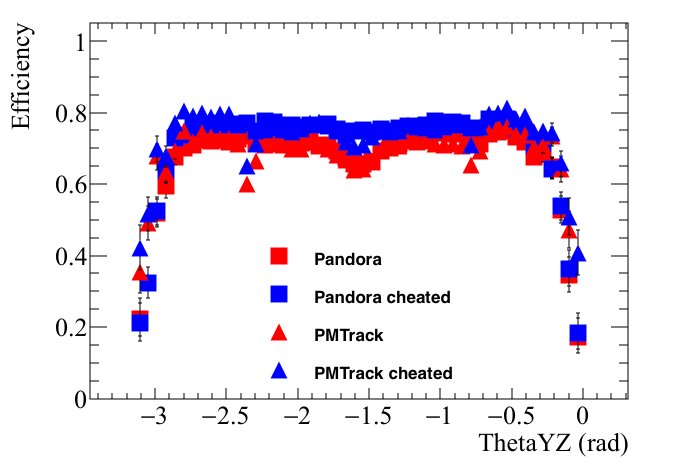 Efficiency
1
0.8
0.6
0.4
0.2
0
Pandora
Pandora cheated
PMTrack
PMTrack cheated
−3 −2.5 −2 −1.5 −1 −0.5 0
ThetaYZ (rad)